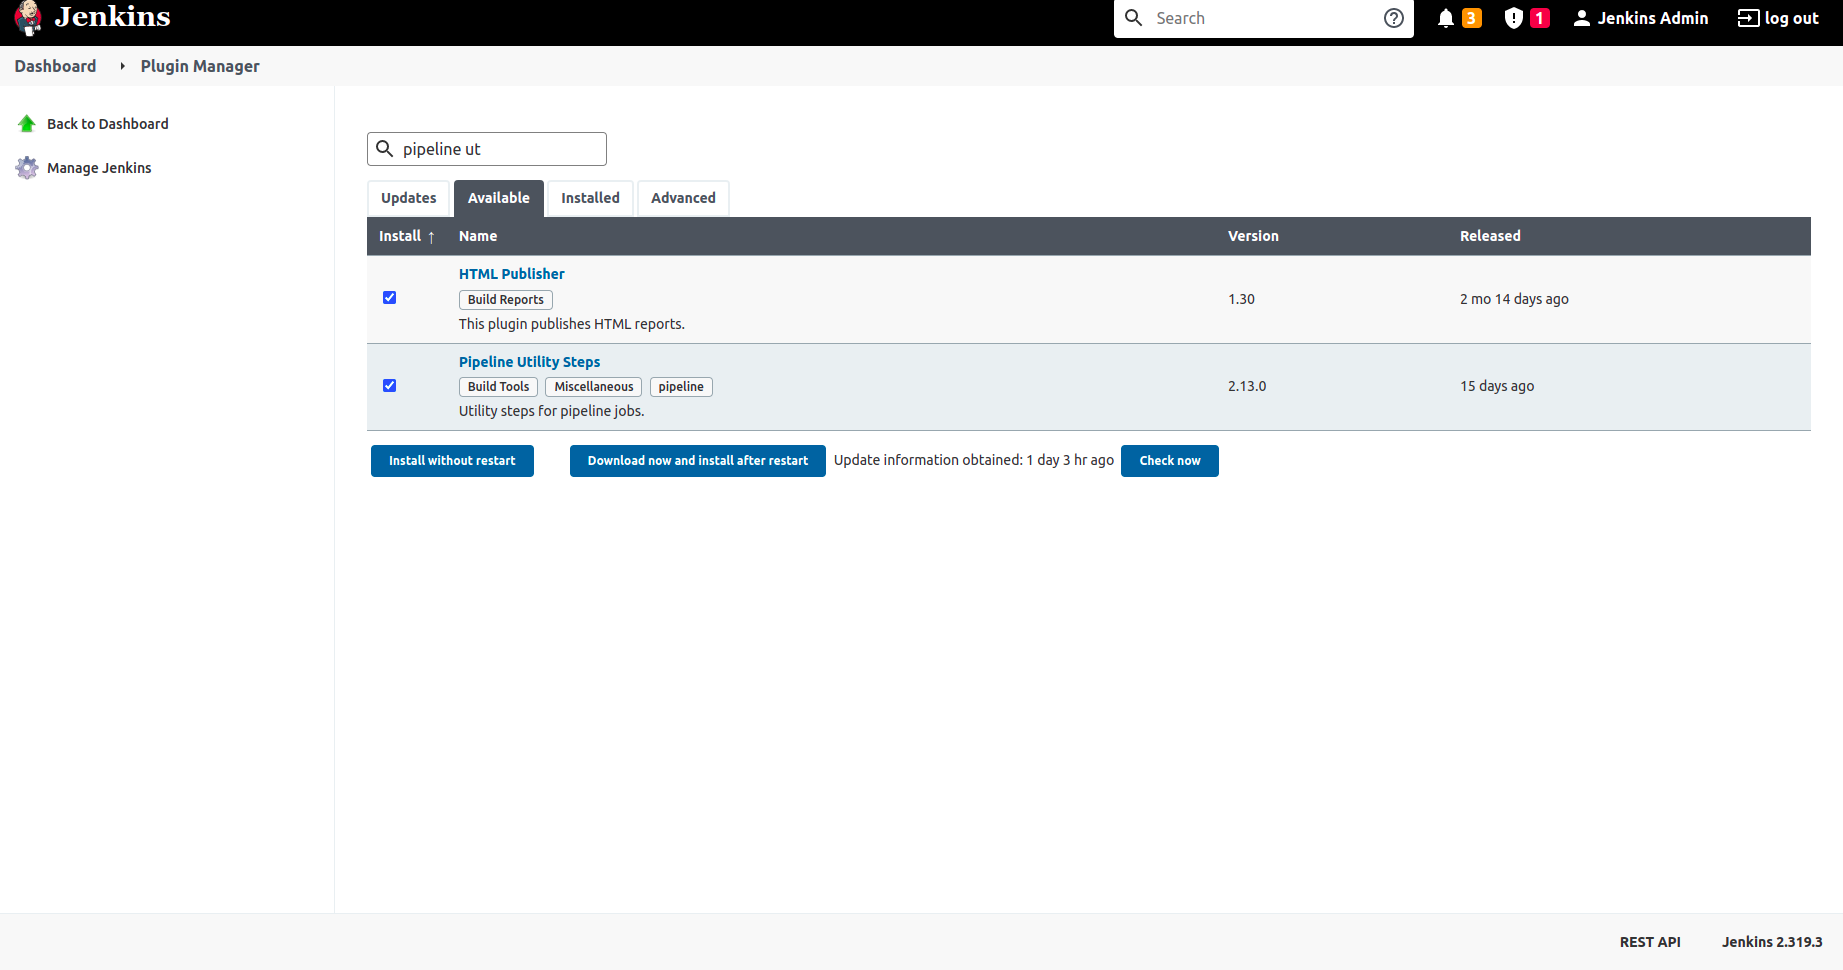 Jenkins
Search
3
1
Jenkins Admin
log out
Dashboard
Plugin Manager
Back to Dashboard
Manage Jenkins
pipeline ut
Updates
Available
Installed
Advanced
Install ↑ Name Version Released
HTML Publisher
Build Reports
This plugin publishes HTML reports.
1.30
2 mo 14 days ago
Pipeline Utility Steps
Build Tools Miscellaneous pipeline
Utility steps for pipeline jobs.
2.13.0
15 days ago
Install without restart
Download now and install after restart
Update information obtained: 1 day 3 hr ago
Check now
REST API
Jenkins 2.319.3